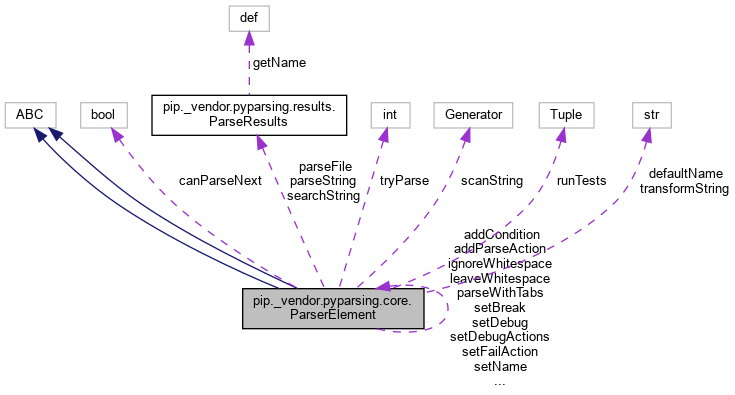 def
getName
ABC
bool
pip._vendor.pyparsing.results.
ParseResults
int
Generator
Tuple
str
canParseNext
parseFile
parseString
searchString
tryParse
scanString
runTests
defaultName
transformString
addCondition
addParseAction
ignoreWhitespace
leaveWhitespace
parseWithTabs
setBreak
setDebug
setDebugActions
setFailAction
setName
...
pip._vendor.pyparsing.core.
ParserElement